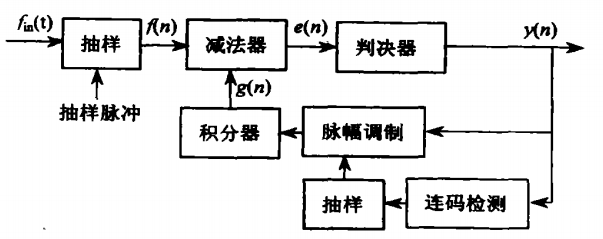 fin(t)
抽样
f(n)
减法器
e(n)
判决器
y(n)
抽样脉冲
g(n)
积分器
脉幅调制
抽样
连码检测